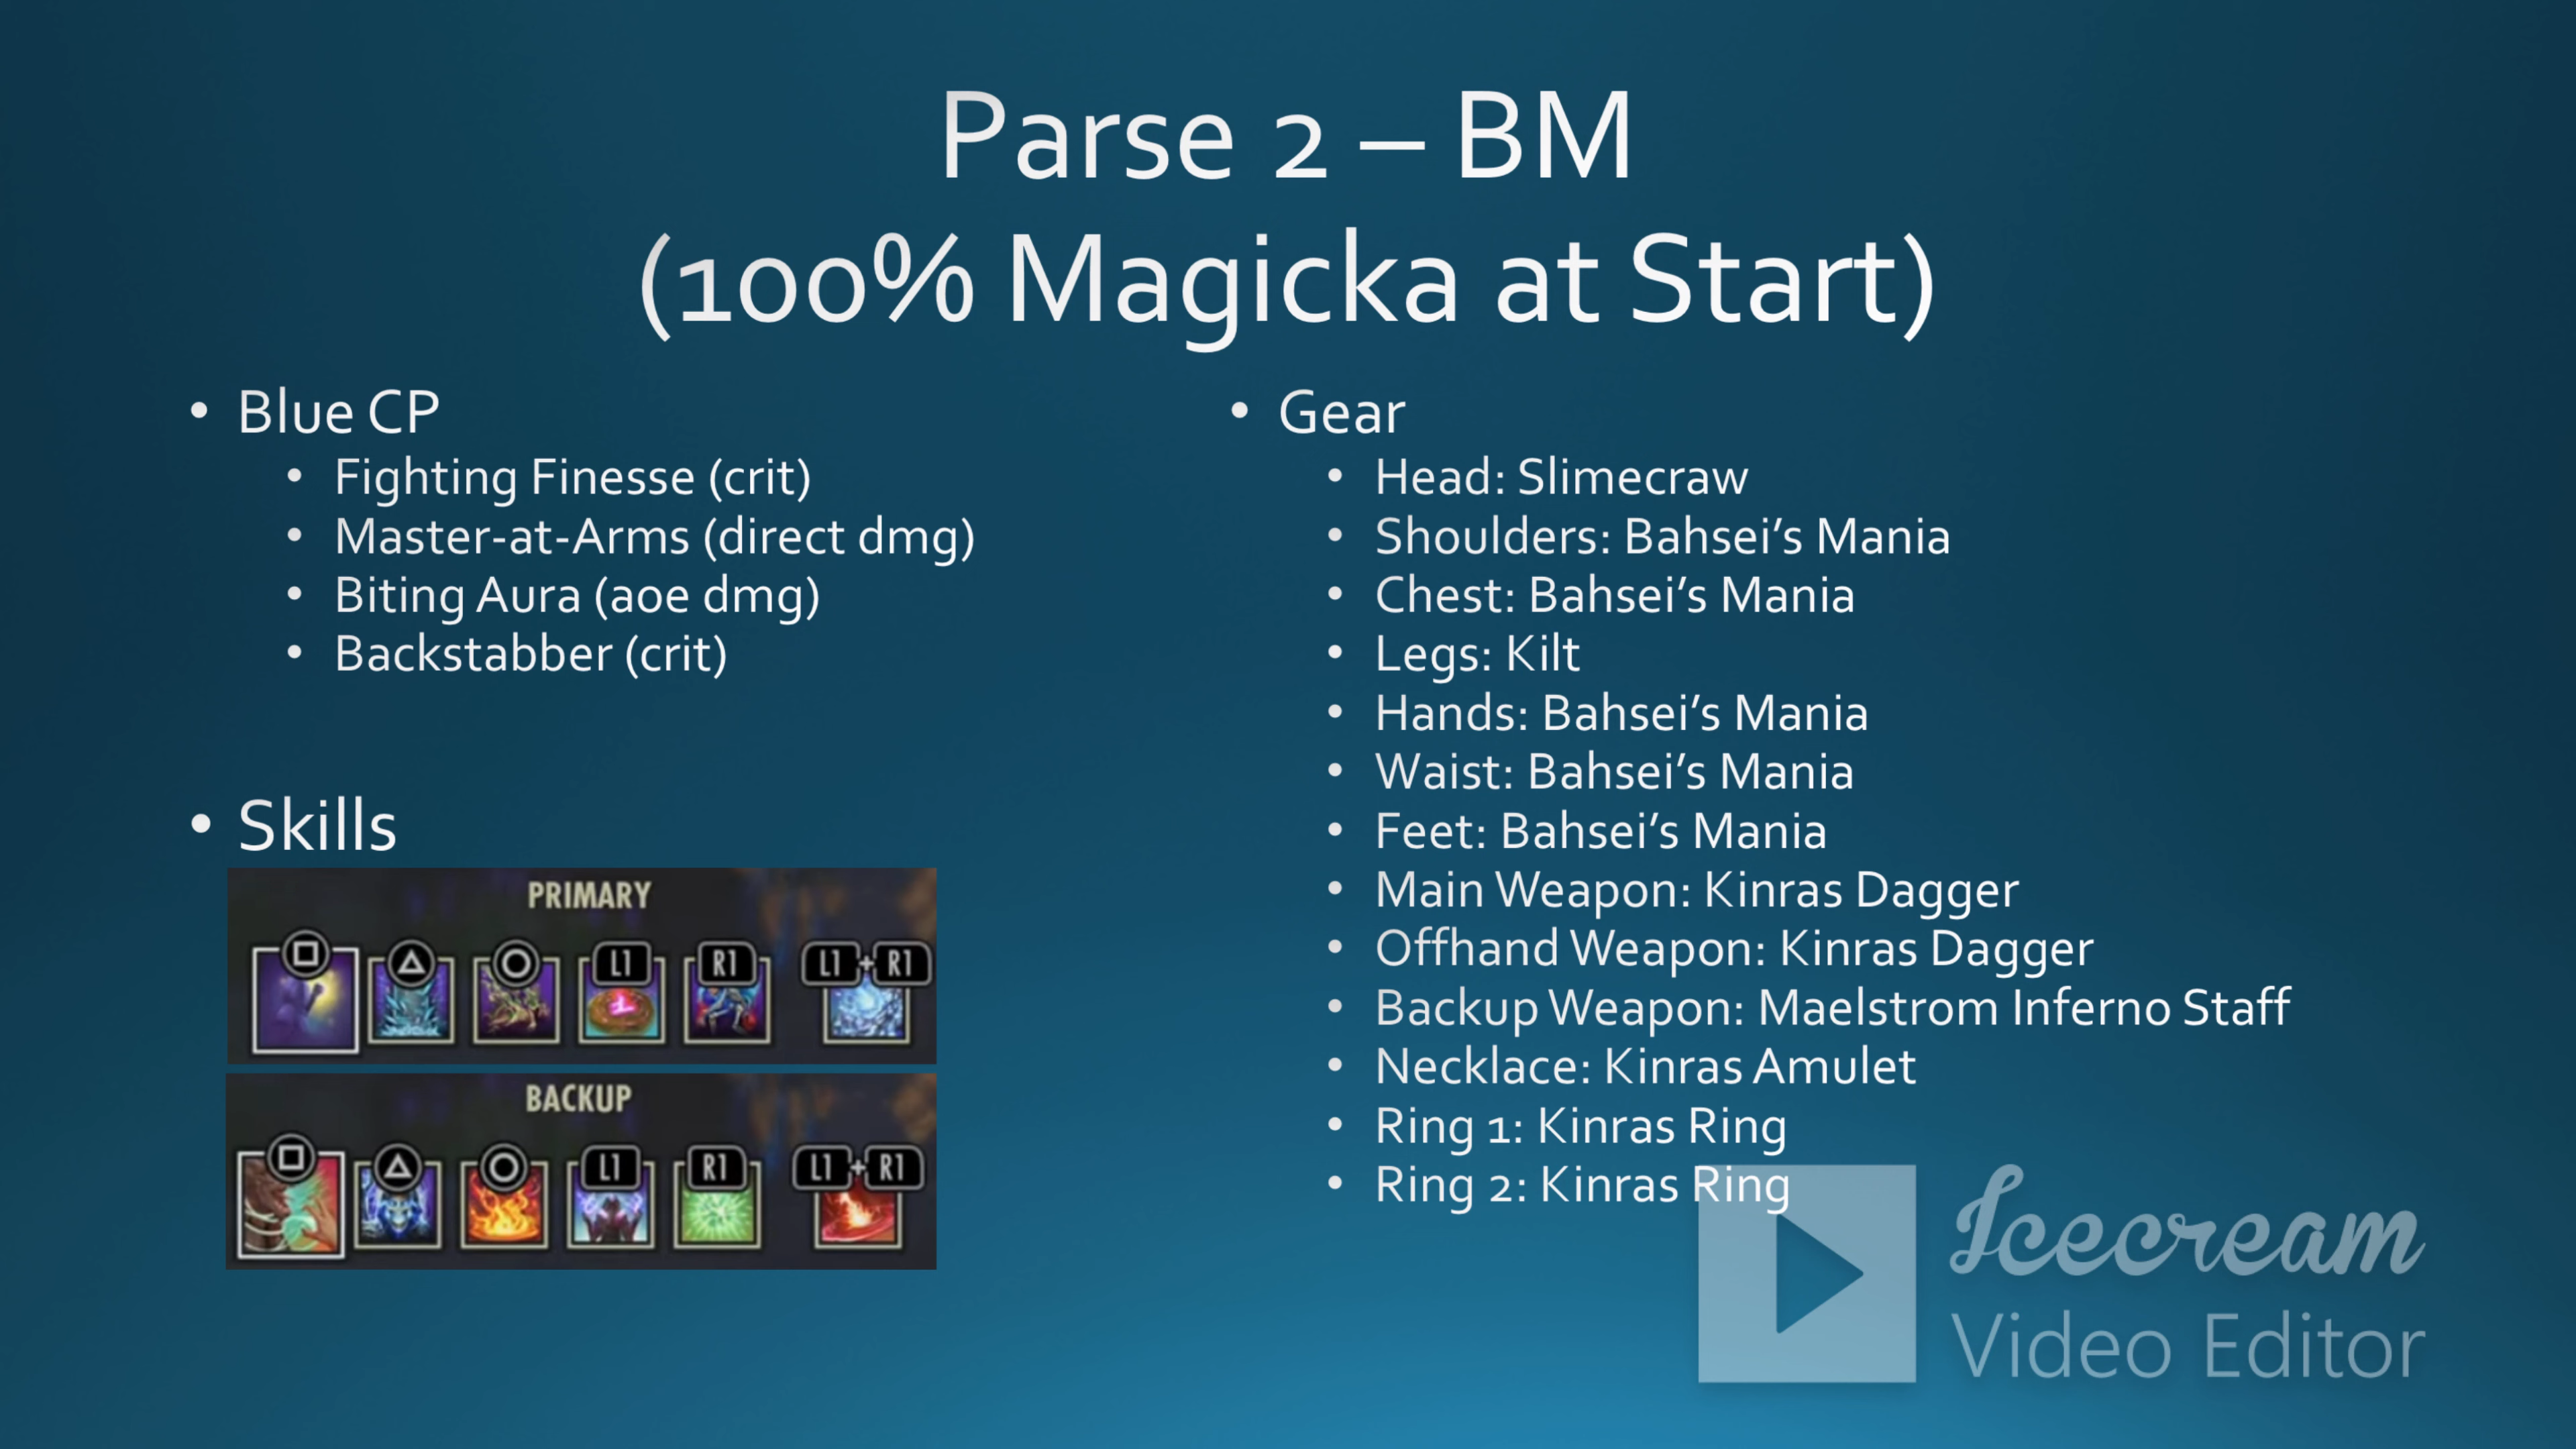 Parse 2 – BM
(100% Magicka at Start)
• Blue CP
• Fighting Finesse (crit)
• Master-at-Arms (direct dmg)
• Biting Aura (aoe dmg)
• Backstabber (crit)
• Skills
PRIMARY
L1 R1 L1+R1
BACKUP
L1 R1 L1+R1
• Gear
• Head: Slimecraw
• Shoulders: Bahsei’s Mania
• Chest: Bahsei’s Mania
• Legs: Kilt
• Hands: Bahsei’s Mania
• Waist: Bahsei’s Mania
• Feet: Bahsei’s Mania
• Main Weapon: Kinras Dagger
• Offhand Weapon: Kinras Dagger
• Backup Weapon: Maelstrom Inferno Staff
• Necklace: Kinras Amulet
• Ring 1: Kinras Ring
• Ring 2: Kinras Ring
Icecream
Video Editor